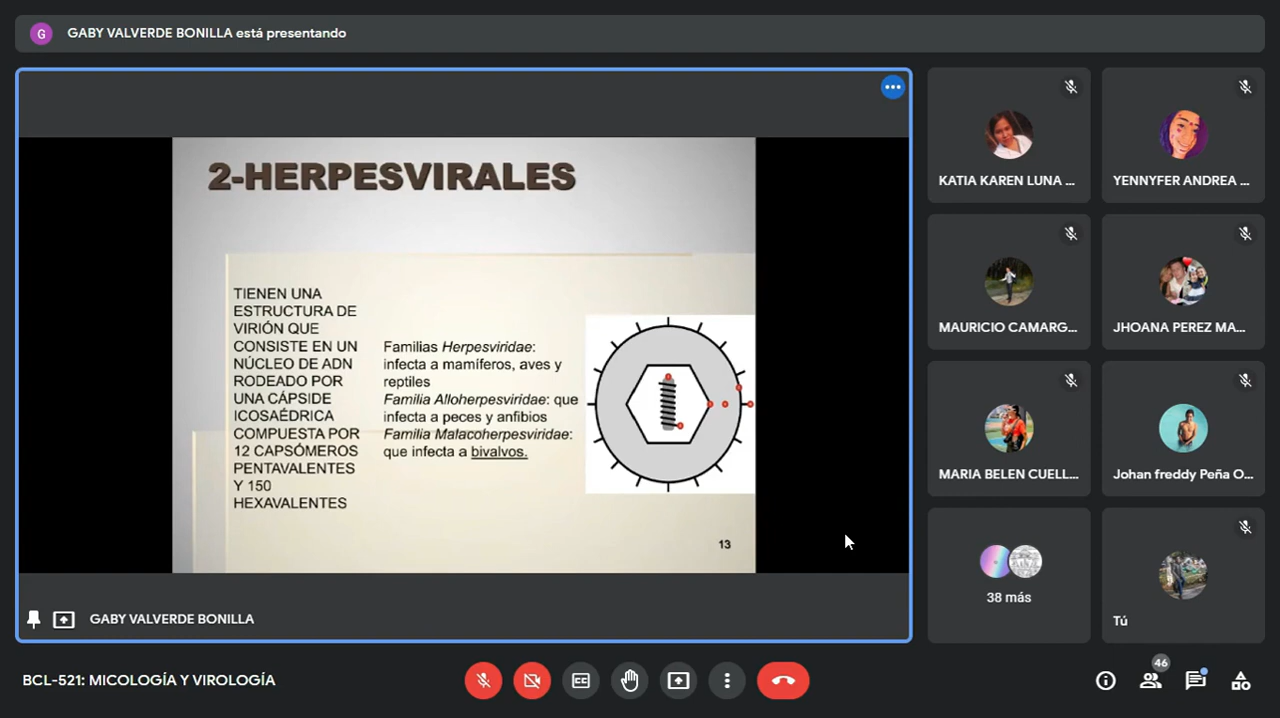 G
GABY VALVERDE BONILLA está presentando
2-HERPESVIRALES
TIENEN UNA
ESTRUCTURA DE
VIRIÓN QUE
CONSISTE EN UN
NÚCLEO DE ADN
RODEADO POR
UNA CÁPSIDE
ICOSAÉDRICA
COMPUESTA POR
12 CAPSÓMEROS
PENTAVALENTES
Y 150
HEXAVALENTES
Familias Herpesviridae:
infecta a mamíferos, aves y
reptiles
Familia Alloherpesviridae: que
infecta a peces y anfibios
Familia Malacoherpesviridae:
que infecta a bivalvos.
13
GABY VALVERDE BONILLA
KATIA KAREN LUNA ...
YENNYFER ANDREA ...
MAURICIO CAMARG...
JHOANA PEREZ MA...
MARIA BELEN CUELL...
Johan freddy Peña O...
38 más
Tú
BCL-521: MICOLOGÍA Y VIROLOGÍA
CC
46